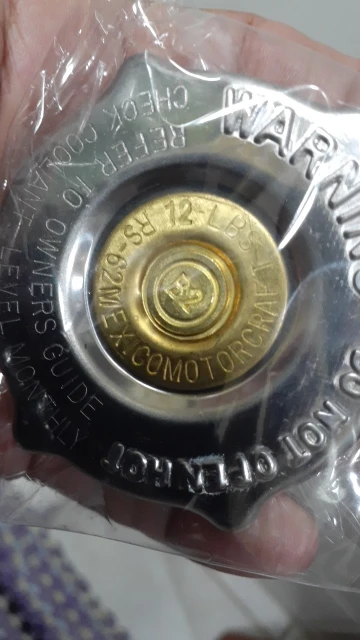 WARNING
DO NOT OPEN HOT
CHECK COOLANT LEVEL MONTHLY
REFER TO OWNERS GUIDE
12-LBS-
MOTORCRAFT
MEXICO
RS-62